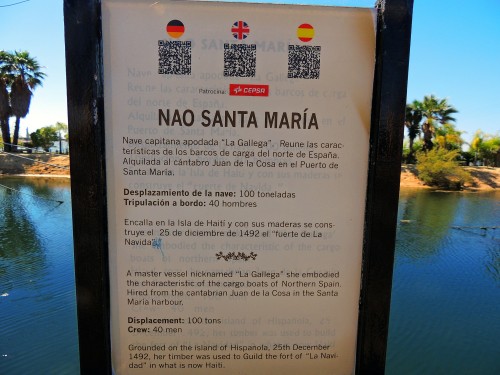 Patrocina: CEPSA
NAO SANTA MARÍA
Nave capitana apodada “La Gallega”. Reune las carac-
teristicas de los barcos de carga del norte de España.
Alquilada al cántabro Juan de la Cosa en el Puerto de
Santa María.
Desplazamiento de la nave: 100 toneladas
Tripulación a bordo: 40 hombres
Encalla en la Isla de Haití y con sus maderas se cons-
truye el 25 de diciembre de 1492 el “fuerte de La
Navidad”
A master vessel nicknamed “La Gallega” she embodied
the characteristic of the cargo boats of Northern Spain.
Hired from the cantabrian Juan de la Cosa in the Santa
María harbour.
Displacement: 100 tons
Crew: 40 men
Grounded on the island of Hispanola, 25th December
1492, her timber was used to Guild the fort of “La Navi-
dad” in what is now Haiti.